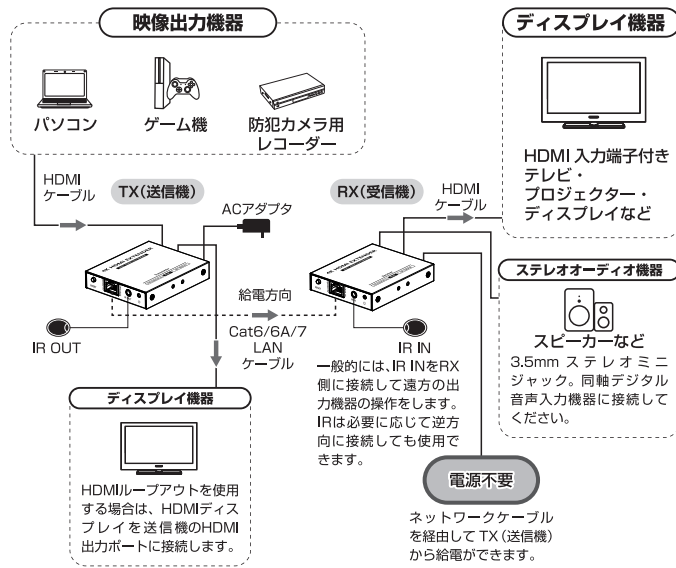 映像出力機器
パソコン
ゲーム機
防犯カメラ用
レコーダー
ディスプレイ機器
HDMI 入力端子付き
テレビ・
プロジェクター・
ディスプレイなど
HDMI
ケーブル
TX(送信機)
ACアダプタ
RX(受信機)
HDMI
ケーブル
4K HDMI EXTENDER
4K HDMI EXTENDER
給電方向
Cat6/6A/7
LAN
ケーブル
IR OUT
IR IN
一般的には、IR INをRX
側に接続して遠方の出
力機器の操作をします。
IRは必要に応じて逆方
向に接続しても使用で
きます。
ステレオオーディオ機器
スピーカーなど
3.5mm ステレオミニ
ジャック。同軸デジタル
音声入力機器に接続して
ください。
ディスプレイ機器
HDMIループアウトを使用
する場合は、HDMIディス
プレイを送信機のHDMI
出力ポートに接続します。
電源不要
ネットワークケーブル
を経由して TX(送信機)
から給電ができます。